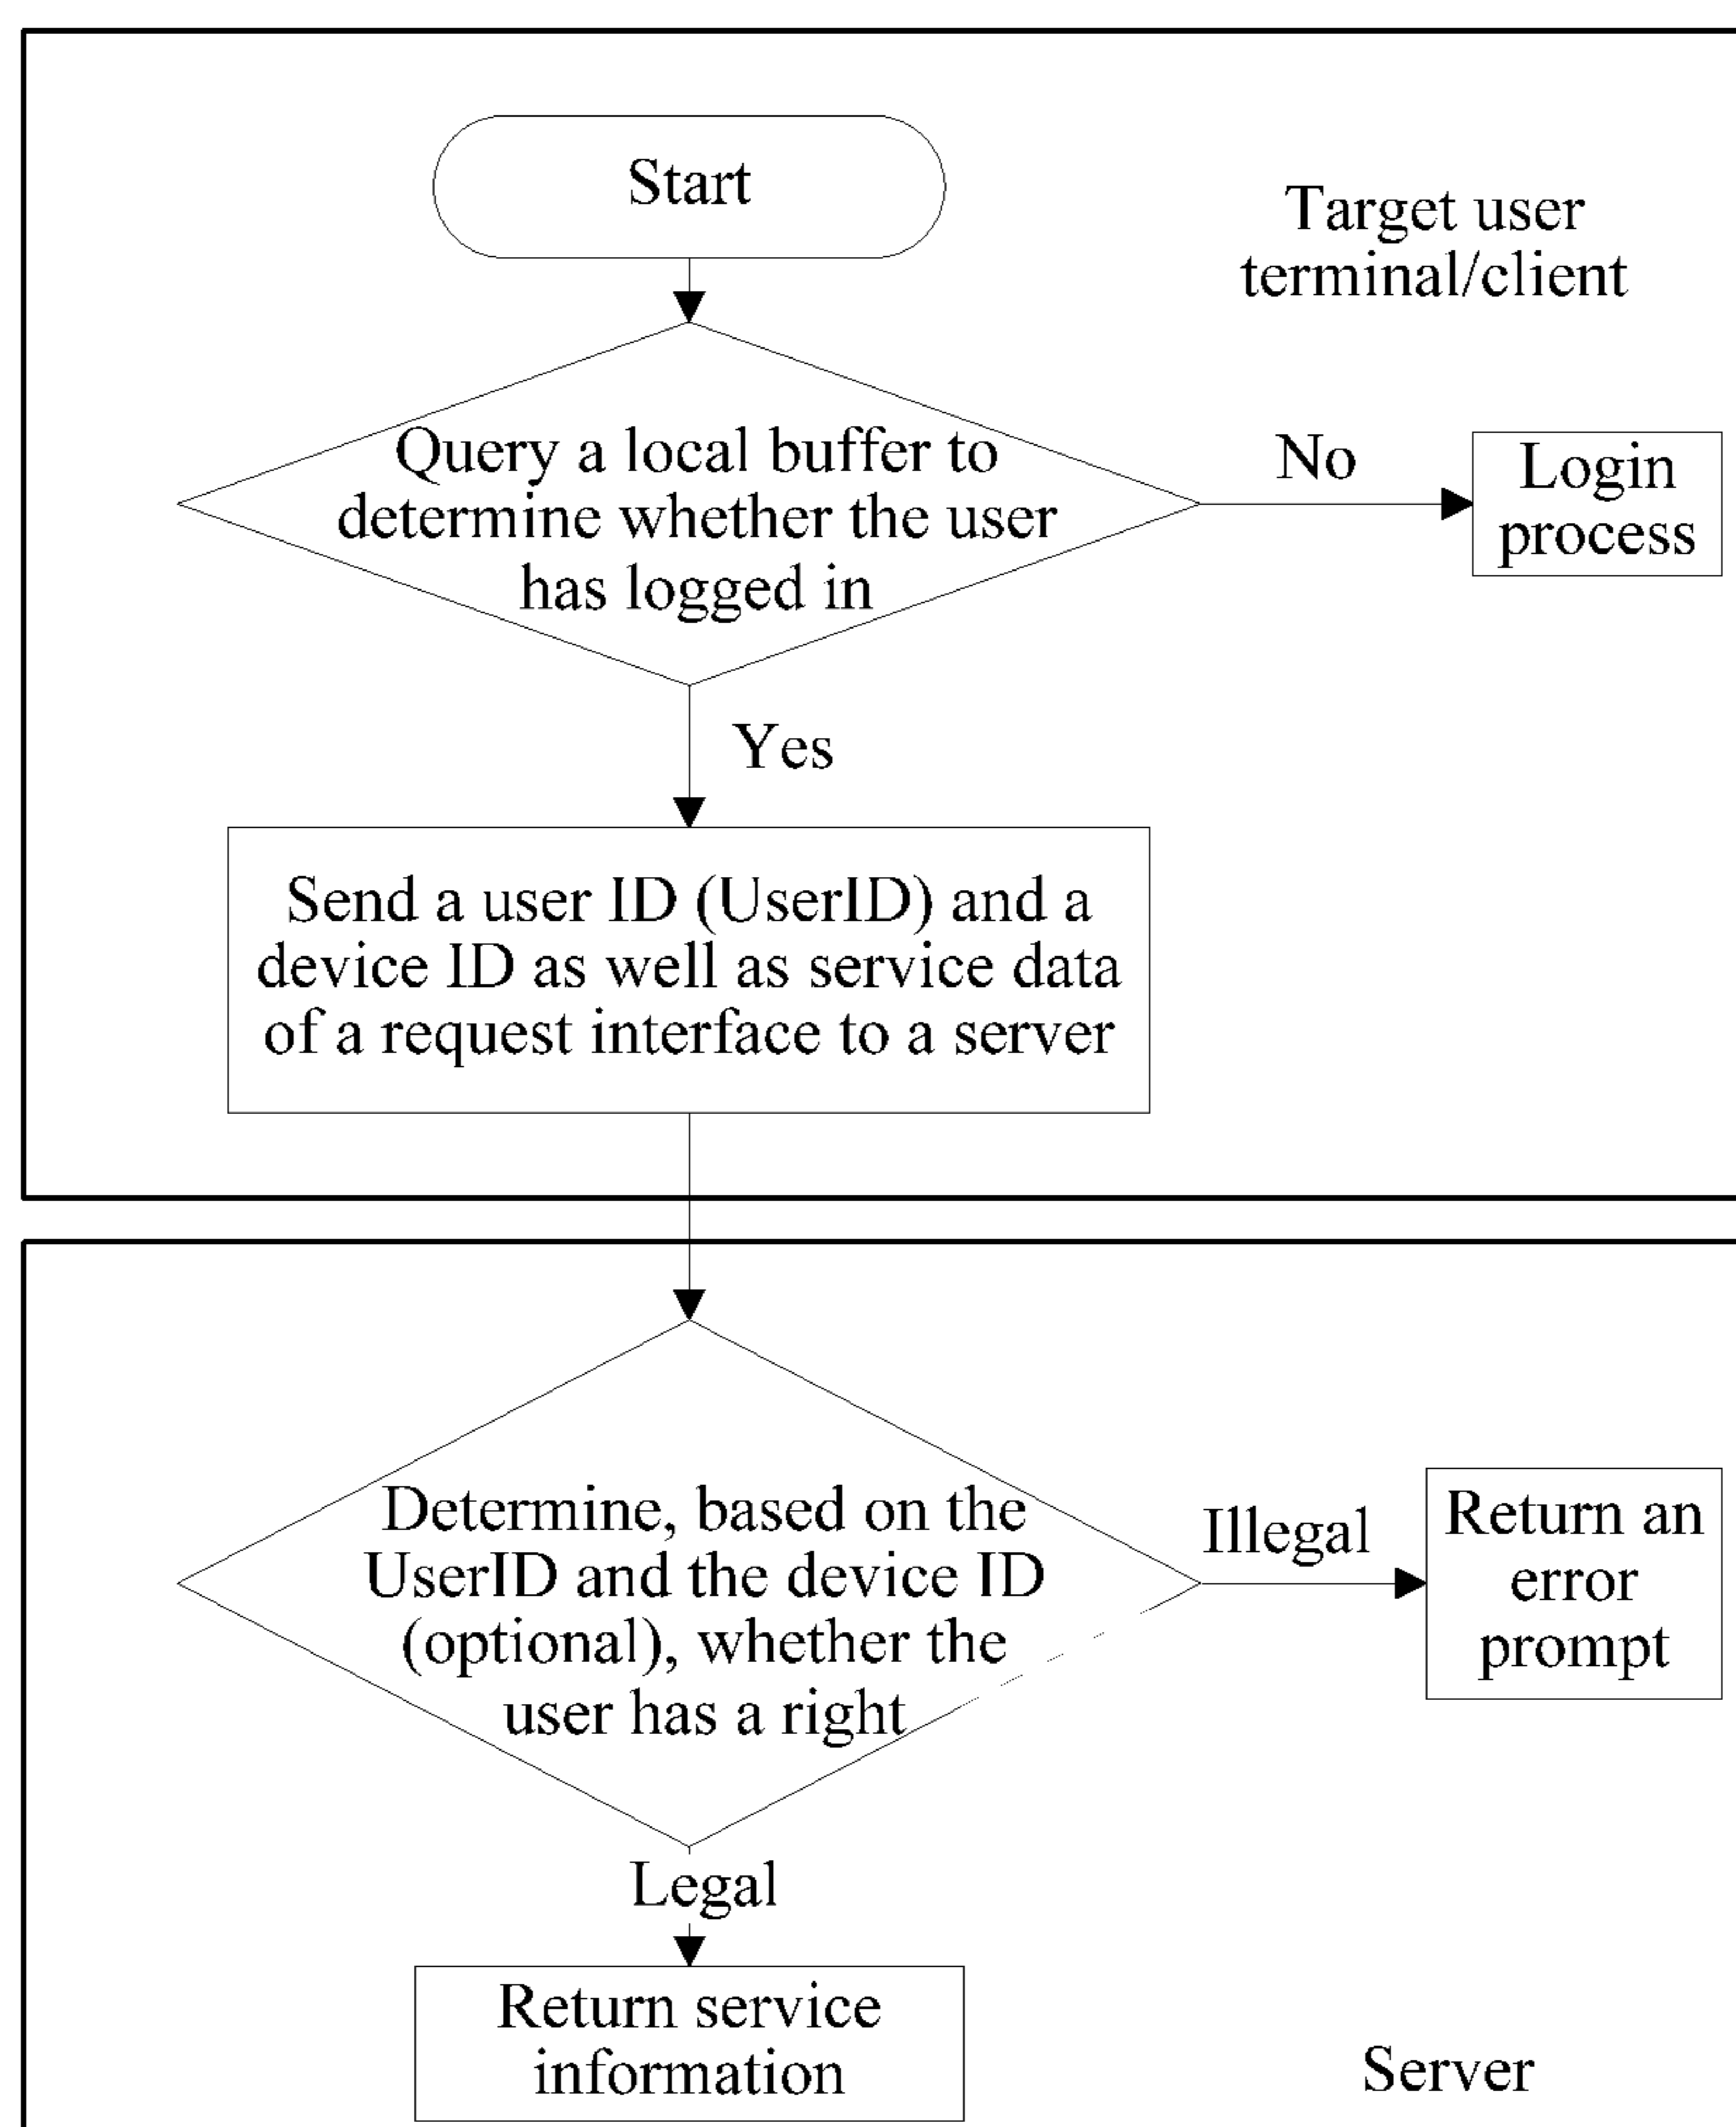 Start
Target user
terminal/client
Query a local buffer to
determine whether the user
has logged in
No
Login
process
Yes
Send a user ID (UserID) and a
device ID as well as service data
of a request interface to a server
Determine, based on the
UserID and the device ID
(optional), whether the
user has a right
Illegal
Return an
error
prompt
Legal
Return service
information
Server